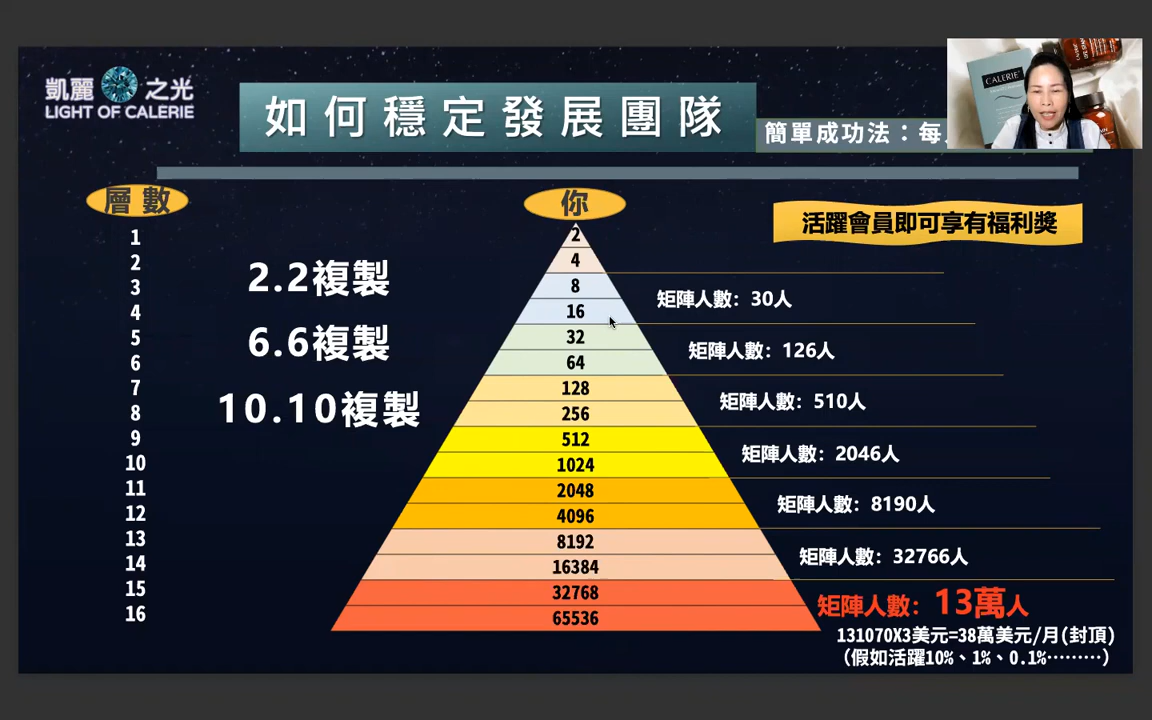 凱麗之光
LIGHT OF CALERIE
如何穩定發展團隊
簡單成功法：每
CALERIE
層數
你
活躍會員即可享有福利獎
1
2
3
4
5
6
7
8
9
10
11
12
13
14
15
16
2.2複製
6.6複製
10.10複製
2
4
8
16
32
64
128
256
512
1024
2048
4096
8192
16384
32768
65536
矩陣人數：30人
矩陣人數：126人
矩陣人數：510人
矩陣人數：2046人
矩陣人數：8190人
矩陣人數：32766人
矩陣人數：13萬人
131070X3美元=38萬美元/月(封頂)
(假如活躍10%、1%、0.1%………)